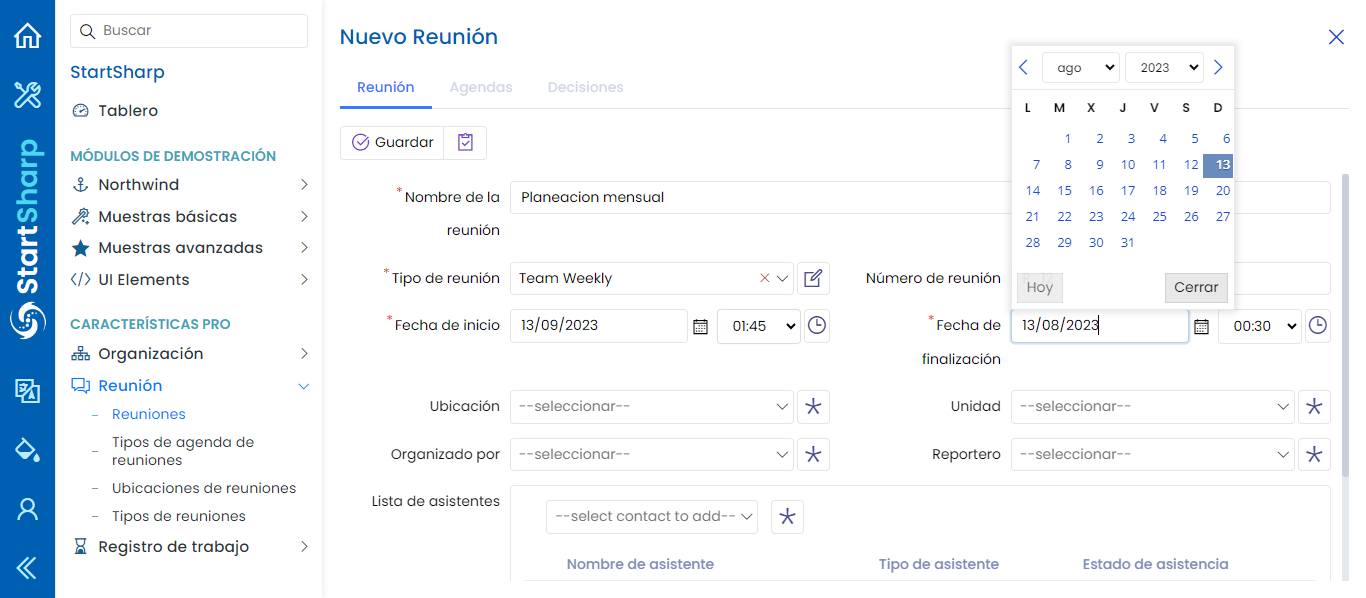 Buscar
StartSharp
Tablero
MÓDULOS DE DEMOSTRACIÓN
Northwind
Muestras básicas
Muestras avanzadas
UI Elements
CARACTERÍSTICAS PRO
Organización
Reunión
Reuniones
Tipos de agenda de
reuniones
Ubicaciones de reuniones
Tipos de reuniones
Registro de trabajo
StartSharp
Nuevo Reunión
Reunión Agendas Decisiones
Guardar
*Nombre de la
reunión
Planeacion mensual
*Tipo de reunión Team Weekly Número de reunión
*Fecha de inicio 13/09/2023 01:45 *Fecha de
finalización
13/08/2023 00:30
ago 2023
L M X J V S D
1 2 3 4 5 6
7 8 9 10 11 12 13
14 15 16 17 18 19 20
21 22 23 24 25 26 27
28 29 30 31
Hoy Cerrar
Ubicación --seleccionar-- Unidad --seleccionar--
Organizado por --seleccionar-- Reportero --seleccionar--
Lista de asistentes
--select contact to add--
Nombre de asistente Tipo de asistente Estado de asistencia